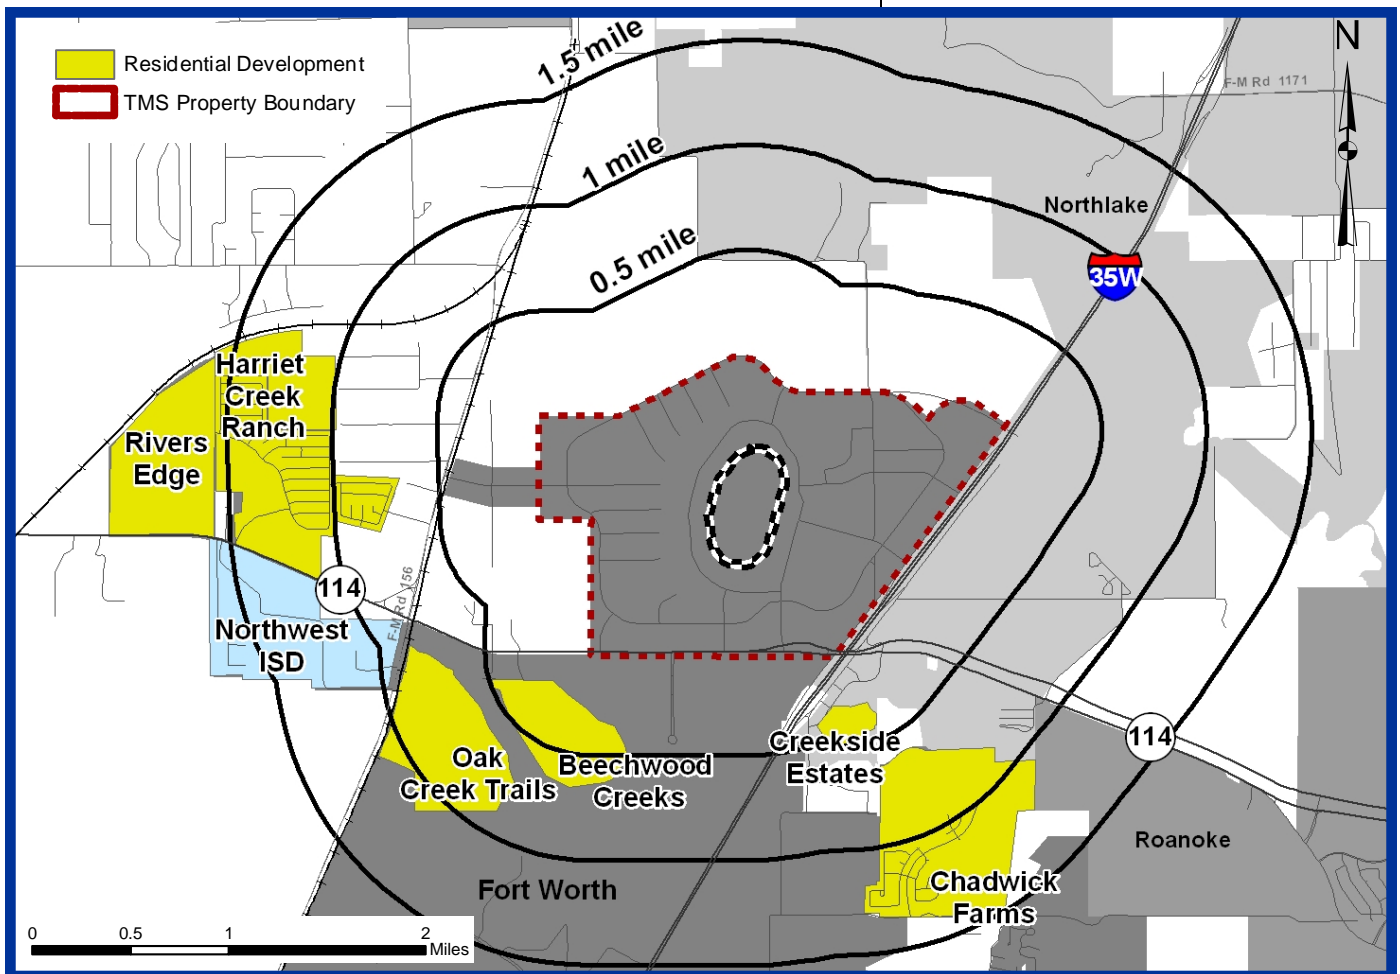 Residential Development
TMS Property Boundary
1.5 mile
1 mile
0.5 mile
N
F-M Rd 1171
Northlake
35W
Harriet
Creek
Ranch
Rivers
Edge
114
F-M Rd 156
Northwest
ISD
Oak
Creek Trails
Beechwood
Creeks
Creekside
Estates
114
Roanoke
Chadwick
Farms
Fort Worth
0 0.5 1 2
Miles